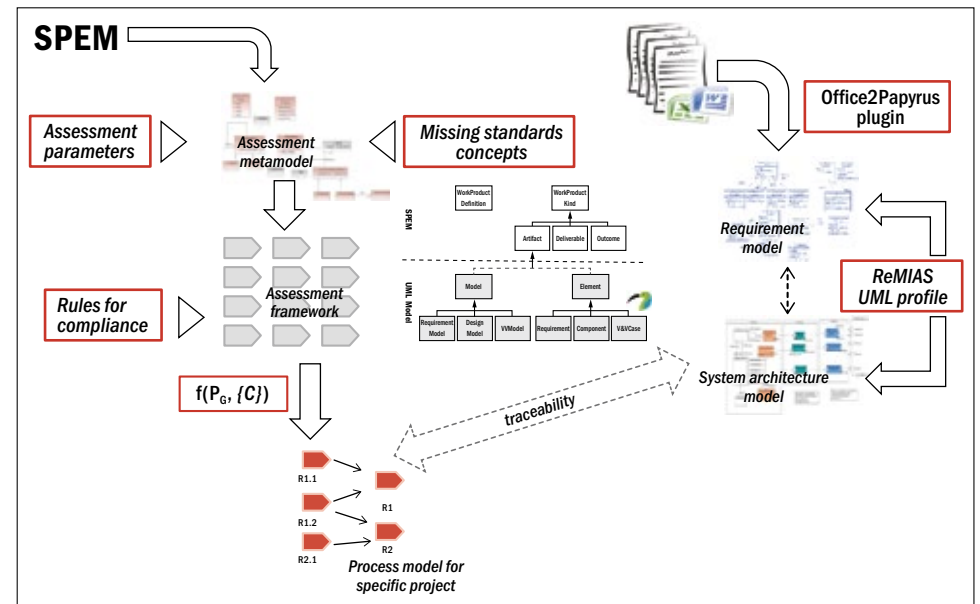 SPEM
Office2Papyrus
plugin
Assessment
parameters
Assessment
metamodel
Missing standards
concepts
Requirement
model
WorkProduct
Definition
WorkProduct
Kind
SPEM
Artifact
Deliverable
Outcome
UML Model
Model
Element
Requirement
Model
Design
Model
VVModel
Requirement
Component
V&VCase
Rules for
compliance
Assessment
framework
ReMIAS
UML profile
System architecture
model
f(P_G, {C})
traceability
R1.1
R1
R1.2
R2
R2.1
Process model for
specific project